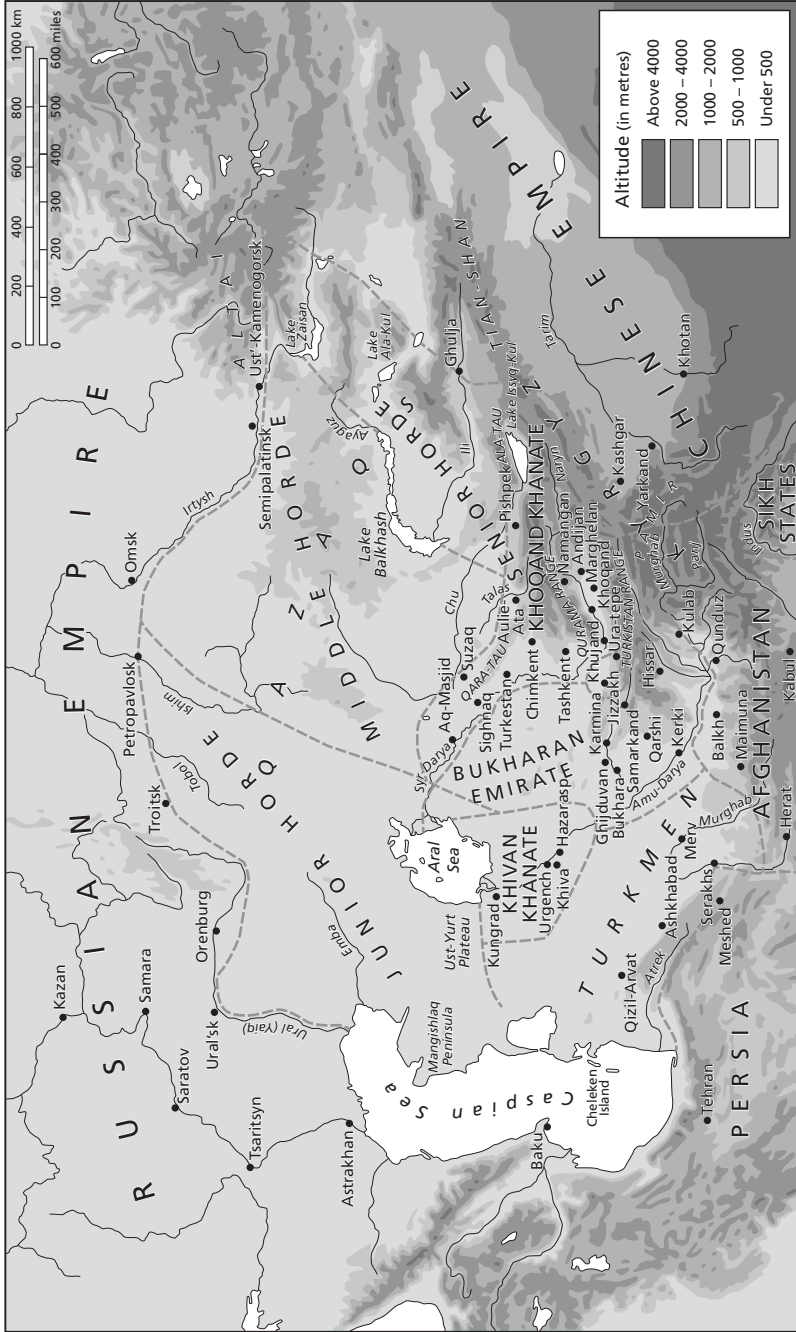 RUSSIAN EMPIRE
Kazan
Samara
Saratov
Tsaritsyn
Astrakhan
Ural'sk
Orenburg
Ural (Yaiq)
Troitsk
Tobol
Petropavlosk
Ishim
Omsk
Irtysh
Semipalatinsk
Ust'-Kamenogorsk
ALTAI
Lake
Zaisan
Lake
Ala-Kul
Ayaguz
Lake
Balkhash
Ili
Ghulja
QAZAQ
JUNIOR HORDE
MIDDLE HORDE
SENIOR HORDE
Emba
Mangishlaq
Peninsula
Ust-Yurt
Plateau
Caspian
Sea
Cheleken
Island
Baku
Aral
Sea
Syr-Darya
Aq-Masjid
Suzaq
QARA-TAU
Sighnaq
Turkestan
Chu
Talas
Aulie-
Ata
Pishpek
ALA-TAU
Lake Issyq-Kul
TIAN-SHAN
KHOQAND KHANATE
Chimkent
Tashkent
QURAMA RANGE
Namangan
Naryn
Andijan
Marghelan
Khoqand
Khujand
Ura-tepe
TURKISTAN RANGE
Jizzakh
Samarkand
Karmina
Ghijduvan
Bukhara
Qarshi
Kerki
Hissar
Kulab
Qunduz
Balkh
Maimuna
BUKHARAN
EMIRATE
KHIVAN
KHANATE
Kungrad
Urgench
Khiva
Hazarasp
Amu-Darya
TURKMEN
Qizil-Arvat
Ashkhabad
Atrek
Merv
Murghab
Serakhs
Meshed
Herat
Tehran
PERSIA
AFGHANISTAN
Kabul
SIKH
STATES
Indus
PAMIR
Murghab
Panj
QYRGYZ
Kashgar
Yarkand
Khotan
Tarim
CHINESE EMPIRE
0 200 400 600 800 1000 km
0 100 200 300 400 500 600 miles
Altitude (in metres)
Above 4000
2000 – 4000
1000 – 2000
500 – 1000
Under 500